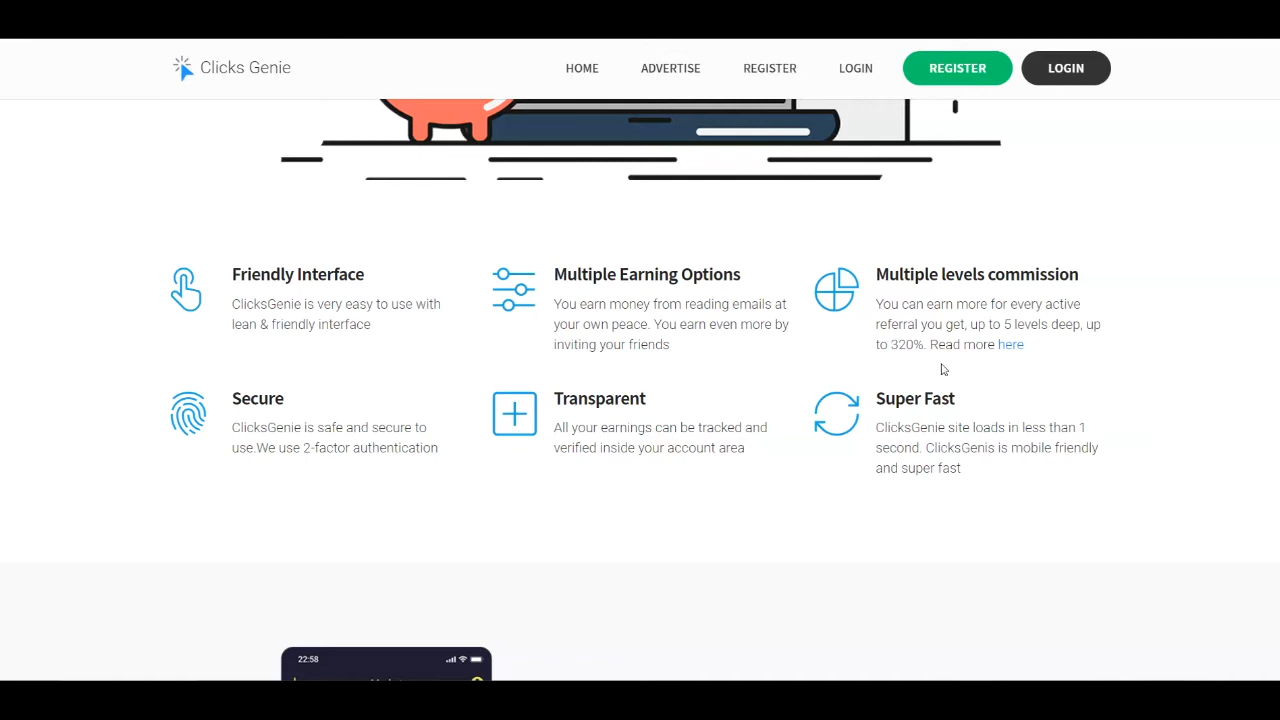 Clicks Genie
HOME
ADVERTISE
REGISTER
LOGIN
REGISTER
LOGIN
Friendly Interface
ClicksGenie is very easy to use with
lean & friendly interface
Multiple Earning Options
You earn money from reading emails at
your own peace. You earn even more by
inviting your friends
Multiple levels commission
You can earn more for every active
referral you get, up to 5 levels deep, up
to 320%. Read more here
Secure
ClicksGenie is safe and secure to
use.We use 2-factor authentication
Transparent
All your earnings can be tracked and
verified inside your account area
Super Fast
ClicksGenie site loads in less than 1
second. ClicksGenis is mobile friendly
and super fast
22:58